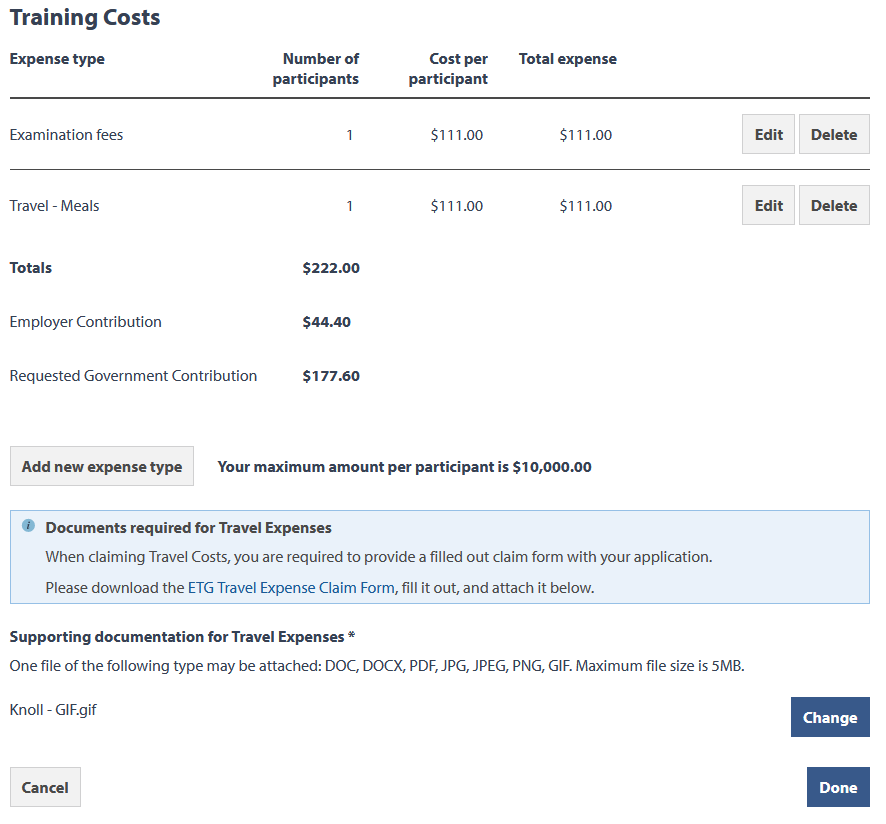 Training Costs
Expense type Number of participants Cost per participant Total expense
Examination fees 1 $111.00 $111.00 Edit Delete
Travel - Meals 1 $111.00 $111.00 Edit Delete
Totals $222.00
Employer Contribution $44.40
Requested Government Contribution $177.60
Add new expense type Your maximum amount per participant is $10,000.00
i Documents required for Travel Expenses
When claiming Travel Costs, you are required to provide a filled out claim form with your application.
Please download the ETG Travel Expense Claim Form, fill it out, and attach it below.
Supporting documentation for Travel Expenses *
One file of the following type may be attached: DOC, DOCX, PDF, JPG, JPEG, PNG, GIF. Maximum file size is 5MB.
Knoll - GIF.gif Change
Cancel Done